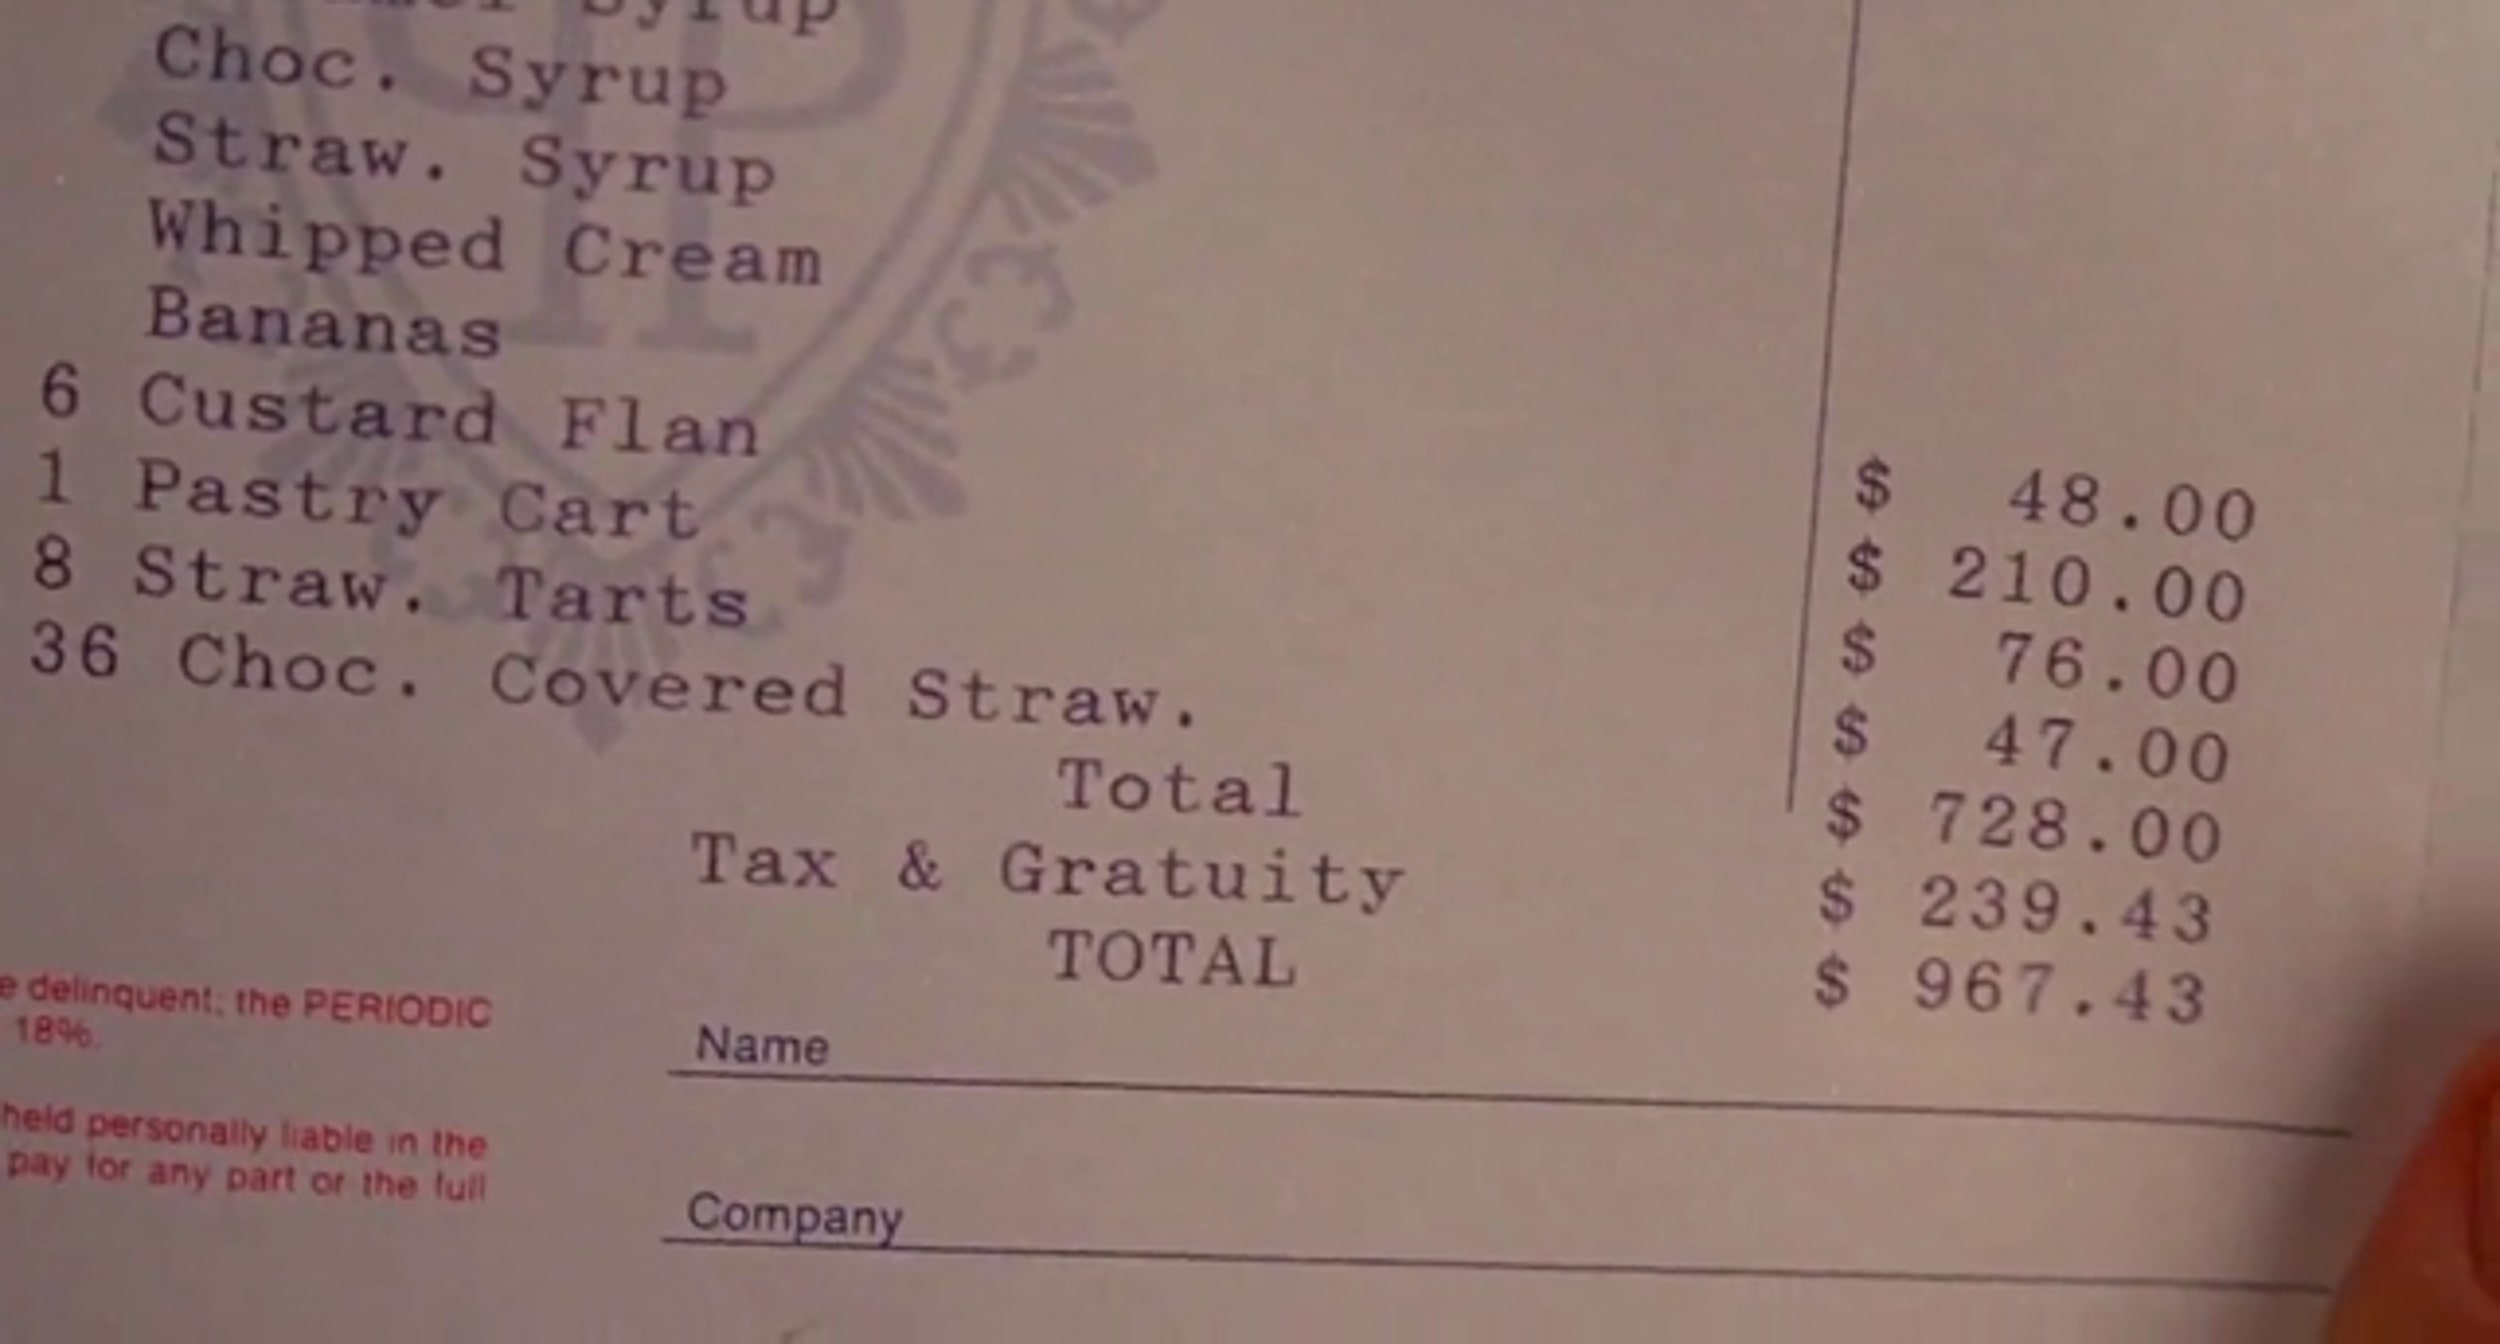 Syrup
Choc. Syrup
Straw. Syrup
Whipped Cream
Bananas
6 Custard Flan $ 48.00
1 Pastry Cart $ 210.00
8 Straw. Tarts $ 76.00
36 Choc. Covered Straw. $ 47.00
Total $ 728.00
Tax & Gratuity $ 239.43
TOTAL $ 967.43
e delinquent; the PERIODIC
18%.
held personally liable in the
pay for any part or the full
Name
Company